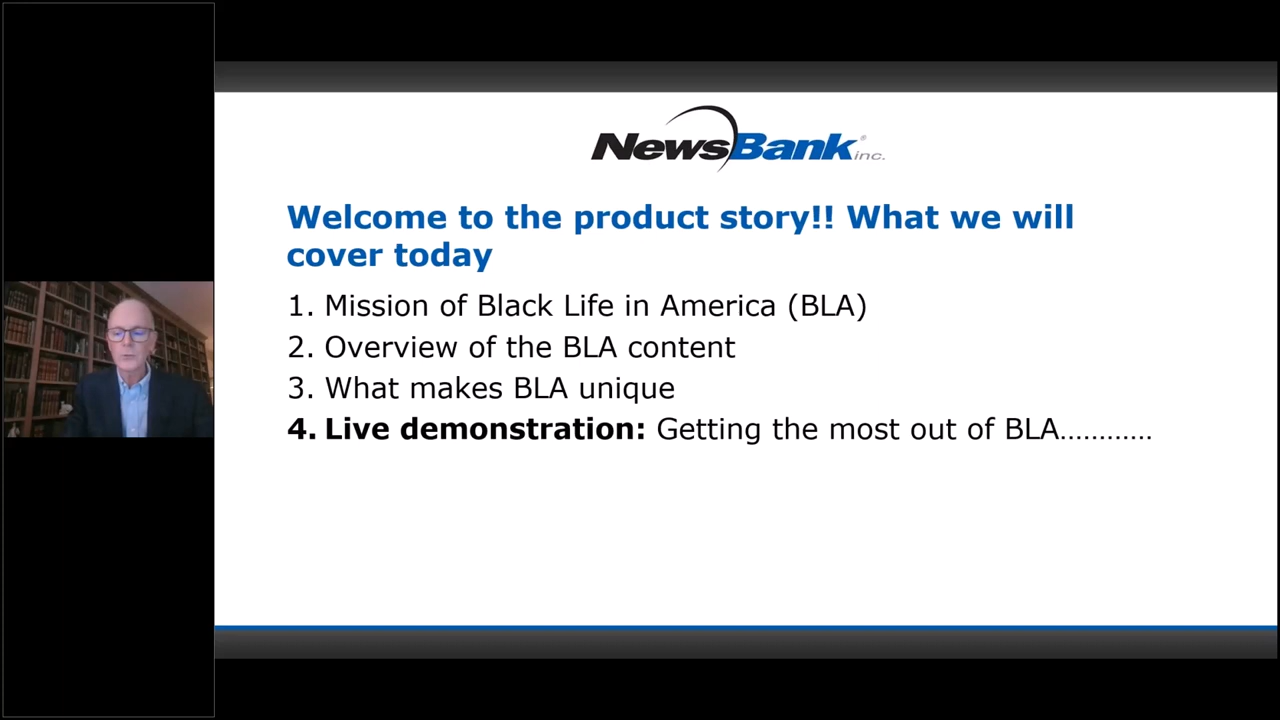 NewsBank® inc.
Welcome to the product story!! What we will
cover today
1. Mission of Black Life in America (BLA)
2. Overview of the BLA content
3. What makes BLA unique
4. Live demonstration: Getting the most out of BLA…………